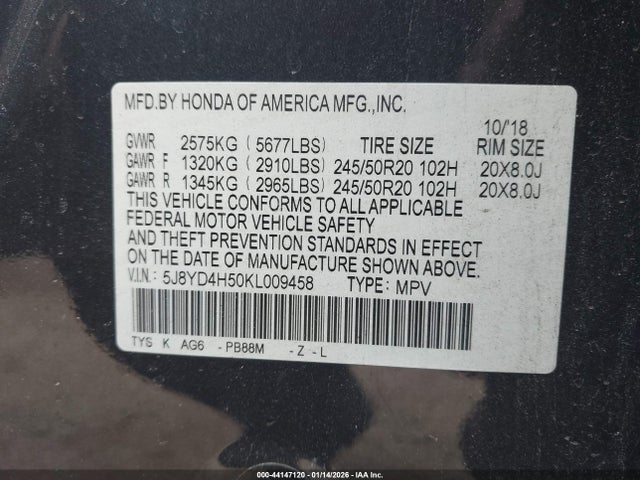 MFD.BY HONDA OF AMERICA MFG.,INC.
10/'18
GVWR 2575KG ( 5677LBS) TIRE SIZE RIM SIZE
GAWR F 1320KG ( 2910LBS) 245/50R20 102H 20X8.0J
GAWR R 1345KG ( 2965LBS) 245/50R20 102H 20X8.0J
THIS VEHICLE CONFORMS TO ALL APPLICABLE
FEDERAL MOTOR VEHICLE SAFETY
AND THEFT PREVENTION STANDARDS IN EFFECT
ON THE DATE OF MANUFACTURE SHOWN ABOVE.
V.I.N.: 5J8YD4H50KL009458 TYPE: MPV
TYS K AG6 - PB88M - Z - L
000-44147120 - 01/14/2026 - IAA Inc.